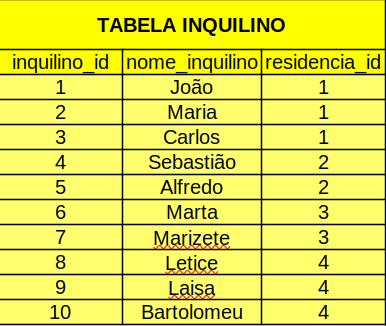 TABELA INQUILINO
inquilino_id nome_inquilino residencia_id
1 João 1
2 Maria 1
3 Carlos 1
4 Sebastião 2
5 Alfredo 2
6 Marta 3
7 Marizete 3
8 Letice 4
9 Laisa 4
10 Bartolomeu 4